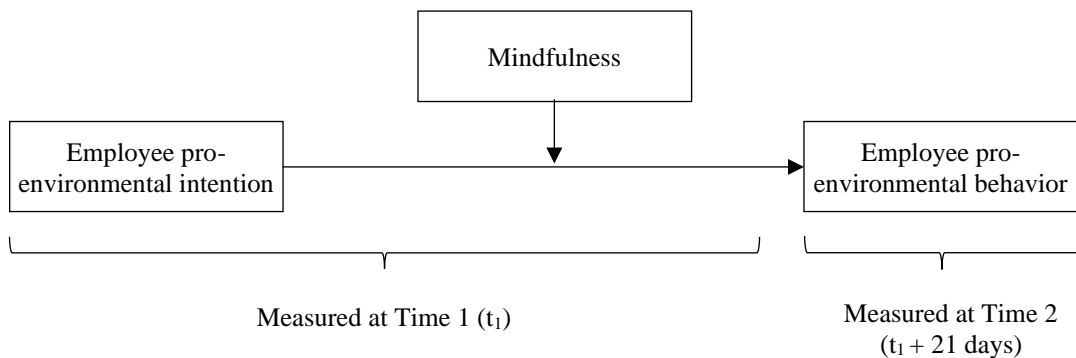 Mindfulness
Employee pro-
environmental intention
Employee pro-
environmental behavior
Measured at Time 1 (t₁)
Measured at Time 2
(t₁ + 21 days)